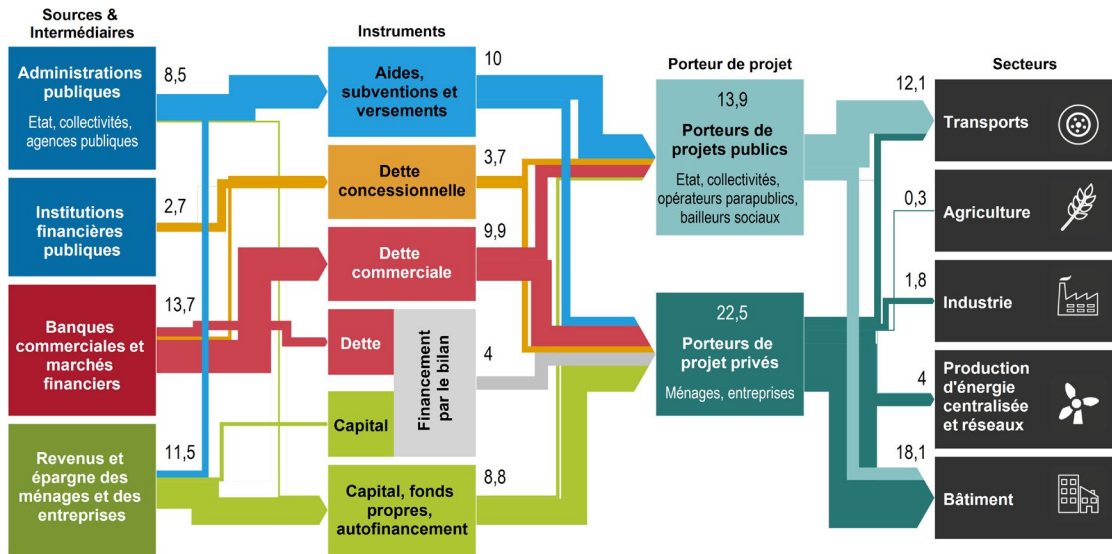 Sources &
Intermédiaires
Administrations
publiques
Etat, collectivités,
agences publiques
8,5
Institutions
financières
publiques
2,7
Banques
commerciales et
marchés
financiers
13,7
Revenus et
épargne des
ménages et des
entreprises
11,5
Instruments
Aides,
subventions et
versements
10
Dette
concessionnelle
3,7
Dette
commerciale
9,9
Dette
Capital
Financement
par le bilan
4
Capital, fonds
propres,
autofinancement
8,8
Porteur de projet
13,9
Porteurs de
projets publics
Etat, collectivités,
opérateurs parapublics,
bailleurs sociaux
22,5
Porteurs de
projet privés
Ménages, entreprises
Secteurs
12,1
Transports
0,3
Agriculture
1,8
Industrie
4
Production
d'énergie
centralisée
et réseaux
18,1
Bâtiment